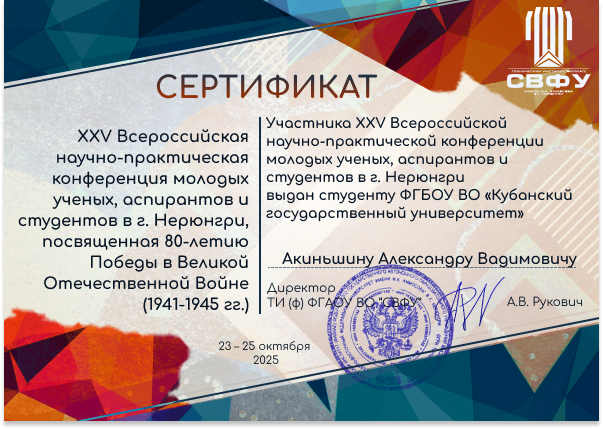 СВФУ
СЕРТИФИКАТ
XXV Всероссийская
научно-практическая
конференция молодых
ученых, аспирантов и
студентов в г. Нерюнгри,
посвященная 80-летию
Победы в Великой
Отечественной Войне
(1941-1945 гг.)
Участника XXV Всероссийской
научно-практической конференции
молодых ученых, аспирантов и
студентов в г. Нерюнгри
выдан студенту ФГБОУ ВО «Кубанский
государственный университет»
Акиньшину Александру Вадимовичу
Директор
ТИ (ф) ФГАОУ ВО "СВФУ"
А.В. Рукович
23 – 25 октября
2025